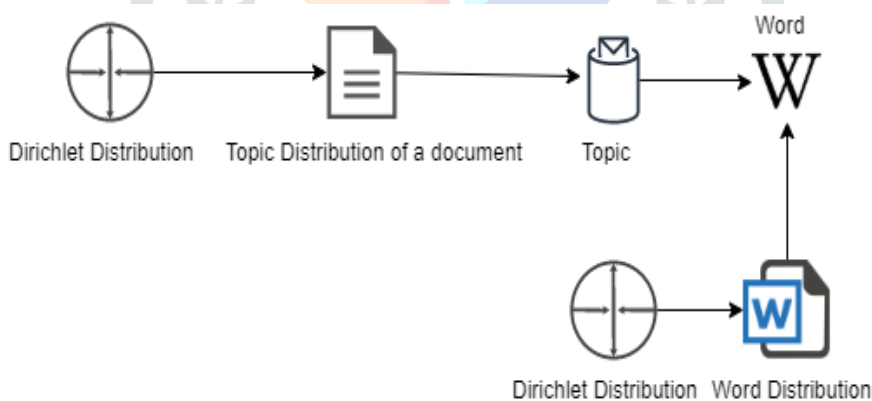 Word
W
Dirichlet Distribution
Topic Distribution of a document
Topic
W
Dirichlet Distribution
Word Distribution